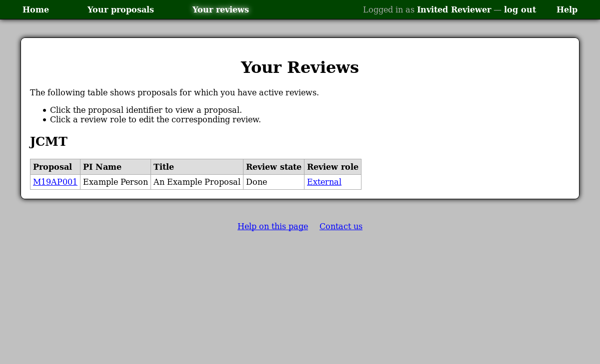 Home Your proposals Your reviews Logged in as Invited Reviewer — log out Help
Your Reviews
The following table shows proposals for which you have active reviews.
• Click the proposal identifier to view a proposal.
• Click a review role to edit the corresponding review.
JCMT
Proposal PI Name Title Review state Review role
M19AP001 Example Person An Example Proposal Done External
Help on this page Contact us